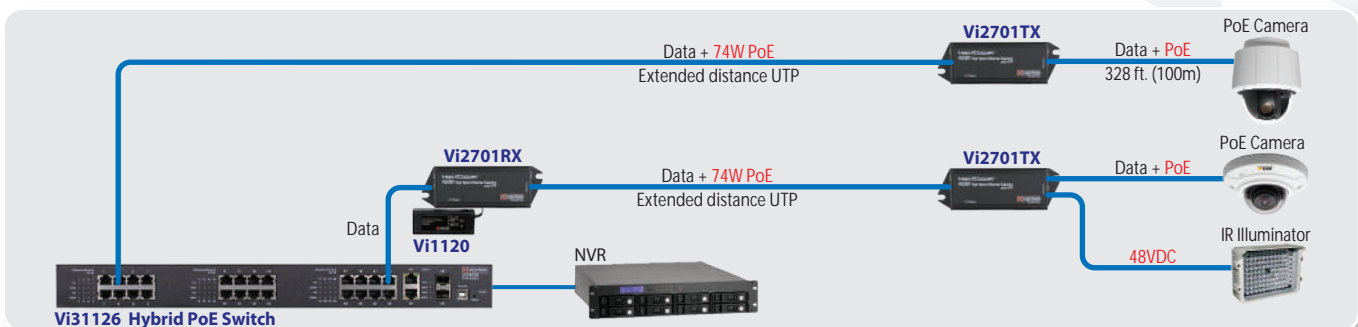 PoE Camera
Vi2701TX
Data + 74W PoE
Extended distance UTP
Data + PoE
328 ft. (100m)
PoE Camera
Vi2701RX
Vi2701TX
Data + 74W PoE
Extended distance UTP
Data + PoE
Data
Vi1120
IR Illuminator
48VDC
NVR
Vi31126 Hybrid PoE Switch